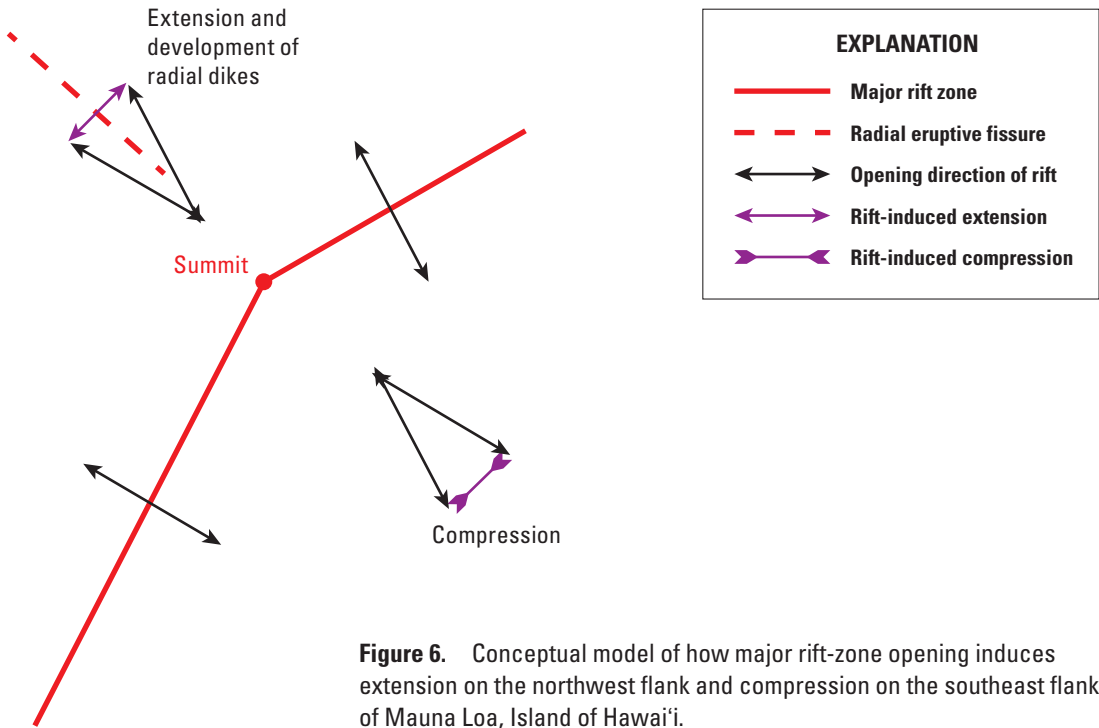 Extension and
development of
radial dikes
Summit
Compression
EXPLANATION
Major rift zone
Radial eruptive fissure
Opening direction of rift
Rift-induced extension
Rift-induced compression
Figure 6. Conceptual model of how major rift-zone opening induces
extension on the northwest flank and compression on the southeast flank
of Mauna Loa, Island of Hawaiʻi.